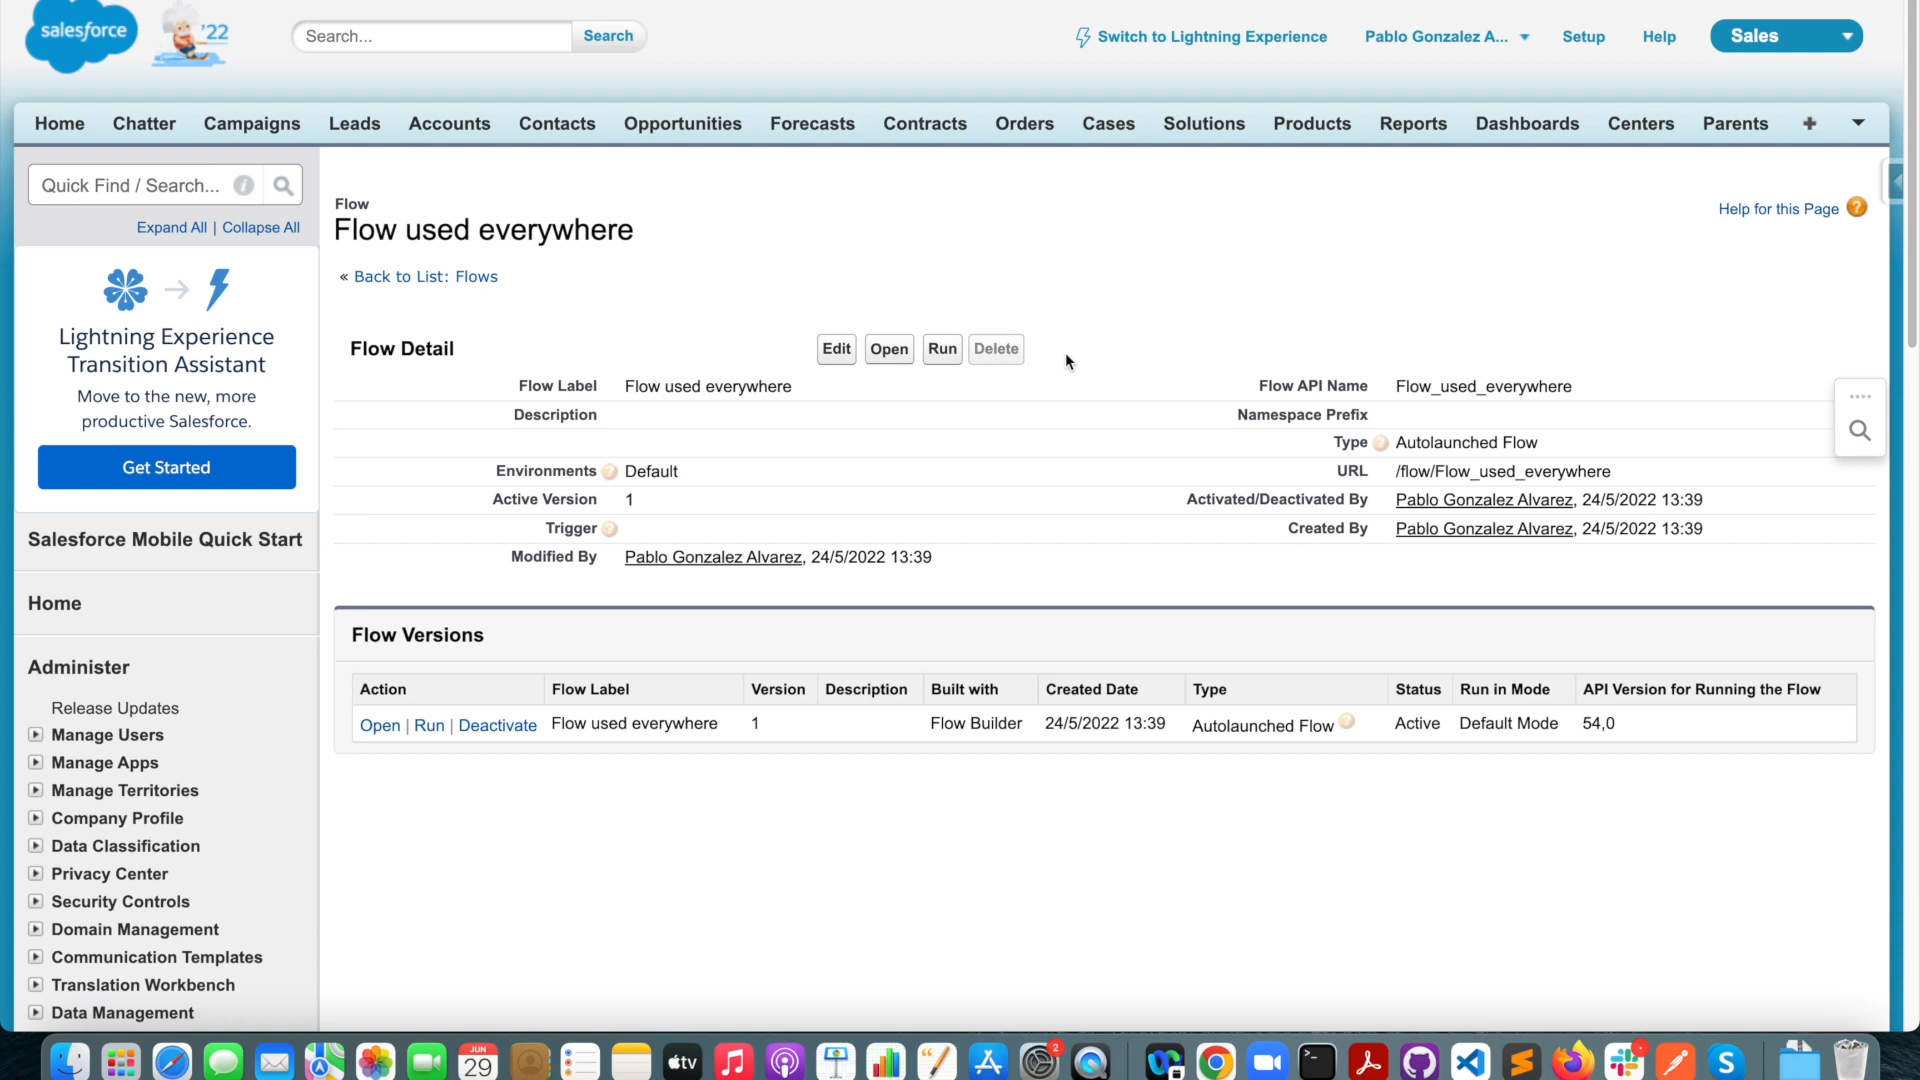 salesforce
'22
Search...
Search
Switch to Lightning Experience
Pablo Gonzalez A...
Setup
Help
Sales
Home
Chatter
Campaigns
Leads
Accounts
Contacts
Opportunities
Forecasts
Contracts
Orders
Cases
Solutions
Products
Reports
Dashboards
Centers
Parents
Quick Find / Search...
Expand All | Collapse All
Lightning Experience
Transition Assistant
Move to the new, more
productive Salesforce.
Get Started
Salesforce Mobile Quick Start
Home
Administer
Release Updates
Manage Users
Manage Apps
Manage Territories
Company Profile
Data Classification
Privacy Center
Security Controls
Domain Management
Communication Templates
Translation Workbench
Data Management
Flow
Flow used everywhere
Help for this Page
« Back to List: Flows
Flow Detail
Edit
Open
Run
Delete
Flow Label Flow used everywhere
Flow API Name Flow_used_everywhere
Description
Namespace Prefix
Type Autolaunched Flow
Environments Default
URL /flow/Flow_used_everywhere
Active Version 1
Activated/Deactivated By Pablo Gonzalez Alvarez, 24/5/2022 13:39
Trigger
Created By Pablo Gonzalez Alvarez, 24/5/2022 13:39
Modified By Pablo Gonzalez Alvarez, 24/5/2022 13:39
Flow Versions
Action Flow Label Version Description Built with Created Date Type Status Run in Mode API Version for Running the Flow
Open | Run | Deactivate Flow used everywhere 1 Flow Builder 24/5/2022 13:39 Autolaunched Flow Active Default Mode 54,0
JUN
29
tv
2